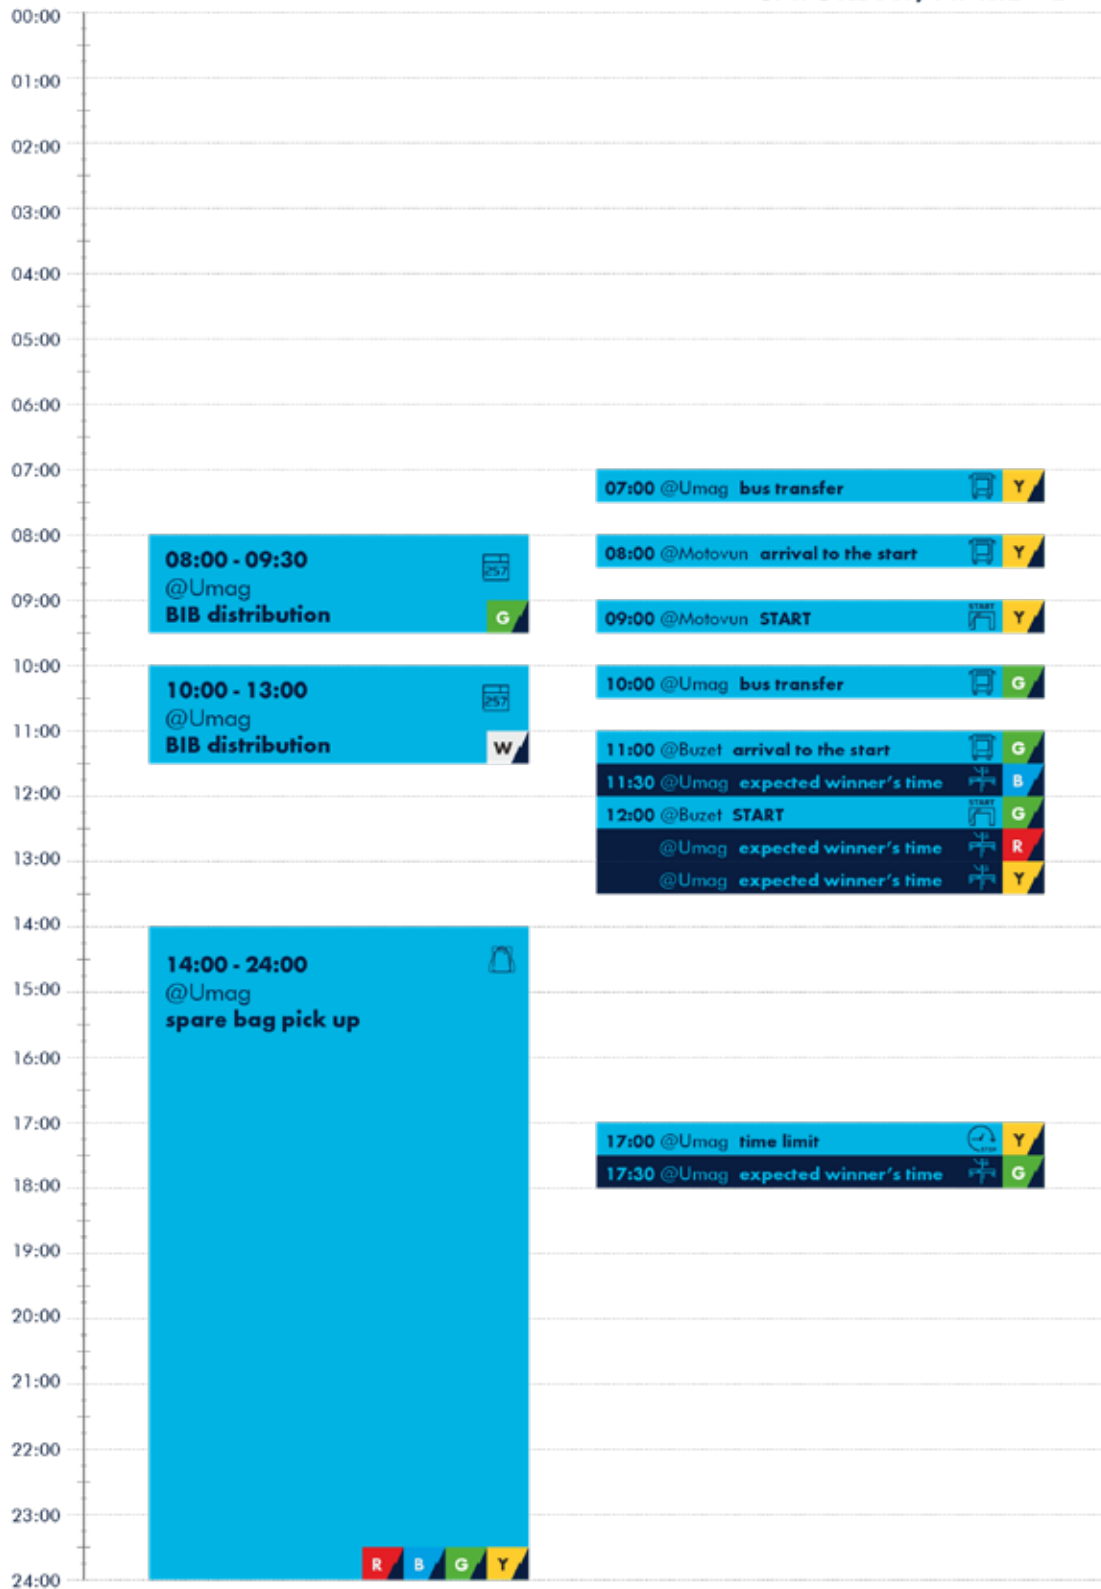 00:00
01:00
02:00
03:00
04:00
05:00
06:00
07:00
08:00
09:00
10:00
11:00
12:00
13:00
14:00
15:00
16:00
17:00
18:00
19:00
20:00
21:00
22:00
23:00
24:00
08:00 - 09:30
@Umag
BIB distribution
257
G
10:00 - 13:00
@Umag
BIB distribution
257
W
14:00 - 24:00
@Umag
spare bag pick up
R B G Y
07:00 @Umag bus transfer Y
08:00 @Motovun arrival to the start Y
09:00 @Motovun START START Y
10:00 @Umag bus transfer G
11:00 @Buzet arrival to the start G
11:30 @Umag expected winner's time B
12:00 @Buzet START START G
@Umag expected winner's time R
@Umag expected winner's time Y
17:00 @Umag time limit STOP Y
17:30 @Umag expected winner's time G